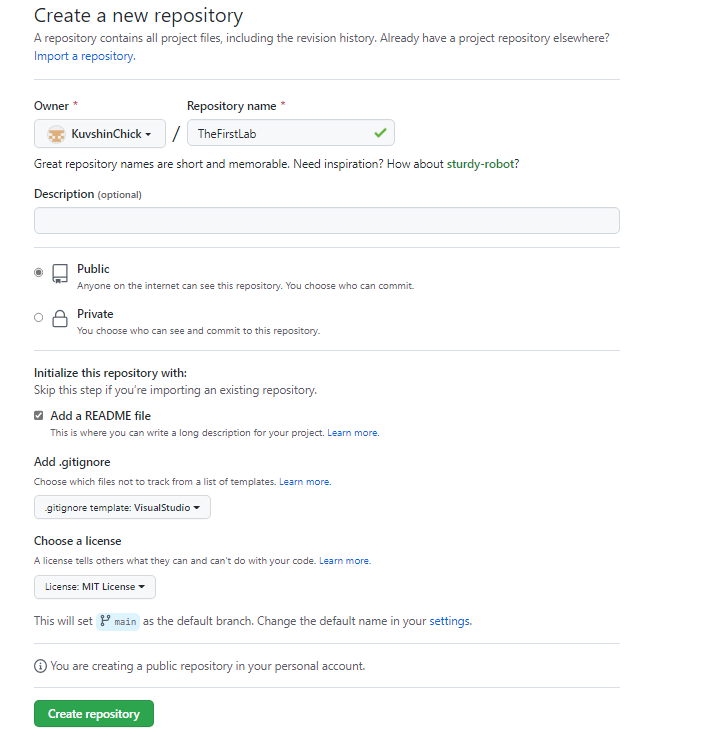 Create a new repository
A repository contains all project files, including the revision history. Already have a project repository elsewhere?
Import a repository.
Owner * Repository name *
KuvshinChick / TheFirstLab
Great repository names are short and memorable. Need inspiration? How about sturdy-robot?
Description (optional)
Public
Anyone on the internet can see this repository. You choose who can commit.
Private
You choose who can see and commit to this repository.
Initialize this repository with:
Skip this step if you're importing an existing repository.
Add a README file
This is where you can write a long description for your project. Learn more.
Add .gitignore
Choose which files not to track from a list of templates. Learn more.
.gitignore template: VisualStudio
Choose a license
A license tells others what they can and can't do with your code. Learn more.
License: MIT License
This will set main as the default branch. Change the default name in your settings.
You are creating a public repository in your personal account.
Create repository